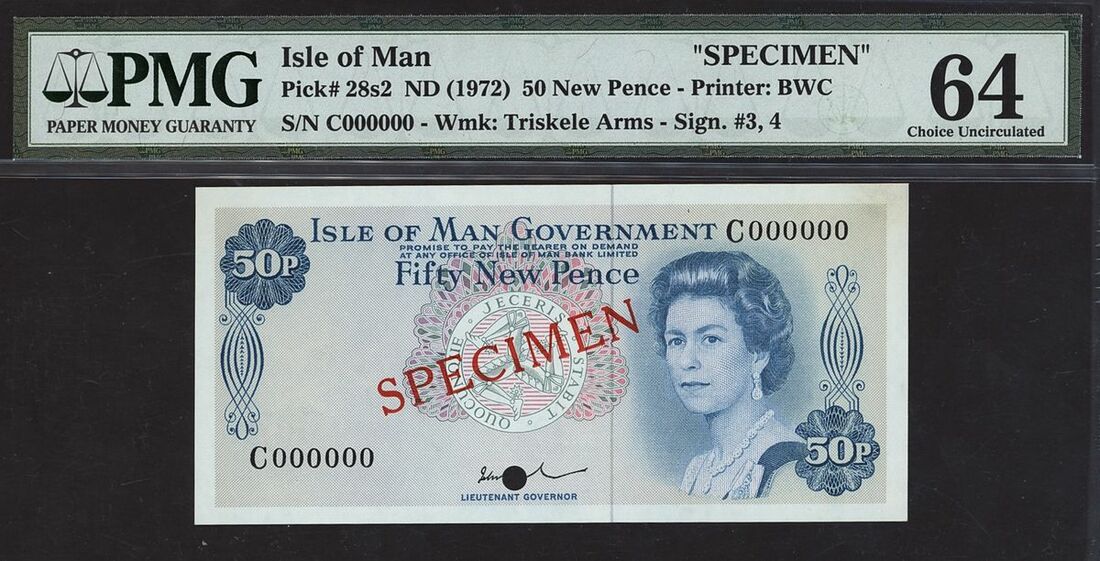 PMG
PAPER MONEY GUARANTY
Isle of Man "SPECIMEN"
Pick# 28s2 ND (1972) 50 New Pence - Printer: BWC
S/N C000000 - Wmk: Triskele Arms - Sign. #3, 4
64
Choice Uncirculated
ISLE OF MAN GOVERNMENT C000000
PROMISE TO PAY THE BEARER ON DEMAND
AT ANY OFFICE OF ISLE OF MAN BANK LIMITED
Fifty New Pence
50P
QUOCUNQUE · JECERIS · STABIT
SPECIMEN
50P
C000000
LIEUTENANT GOVERNOR